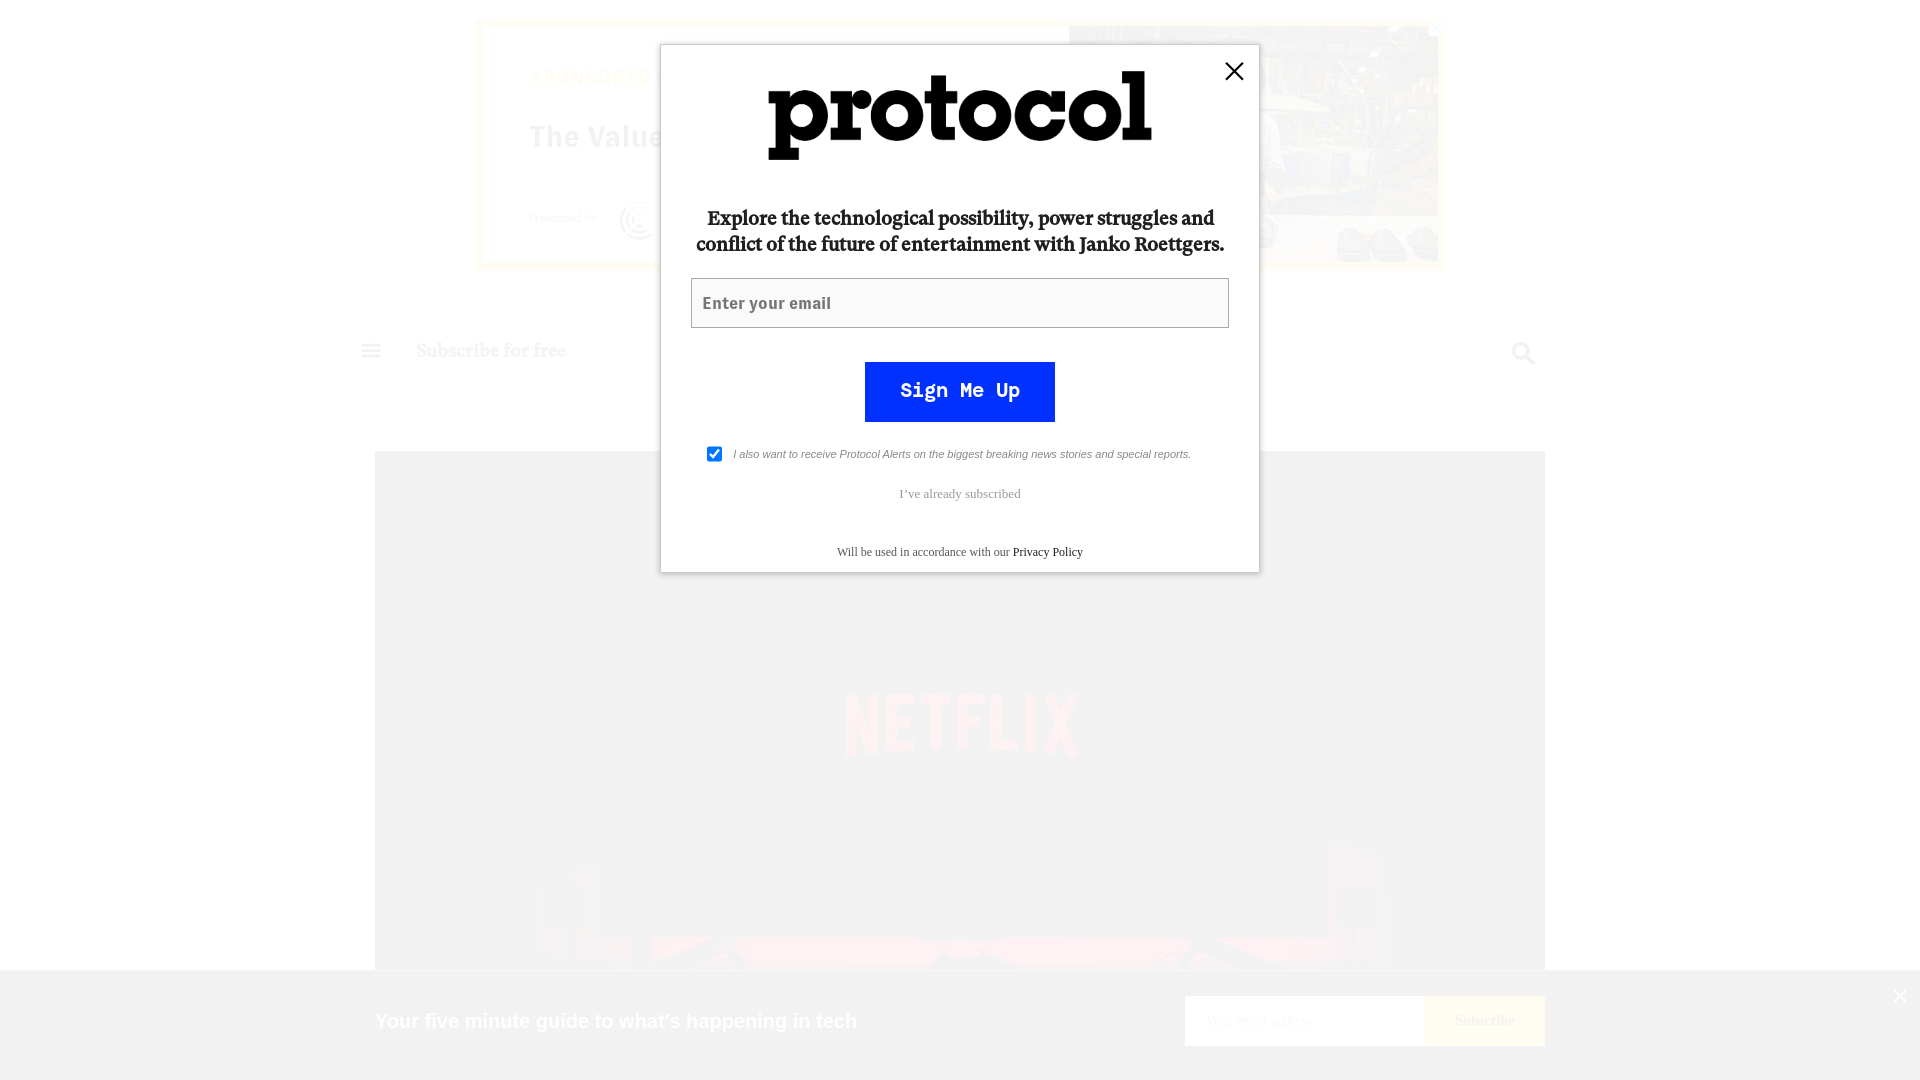 SPONSORED
The Value
Presented by
protocol
Explore the technological possibility, power struggles and
conflict of the future of entertainment with Janko Roettgers.
Enter your email
Subscribe for free
Sign Me Up
I also want to receive Protocol Alerts on the biggest breaking news stories and special reports.
I've already subscribed
Will be used in accordance with our Privacy Policy
NETFLIX
Your five minute guide to what's happening in tech
Your email address
Subscribe